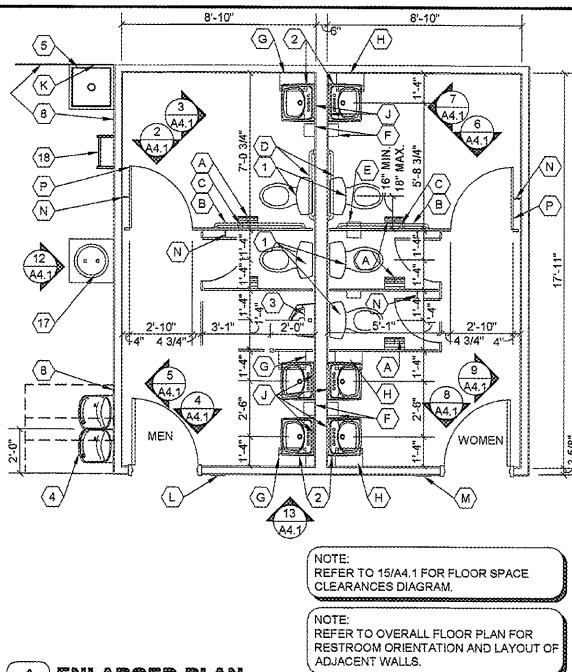 8'-10"
6"
8'-10"
5
G
2
H
K
8
3
A4.1
2
A4.1
7
A4.1
6
A4.1
1'-4"
J
F
18
A
C
B
D
1
E
7'-0 3/4"
16" MIN.
18" MAX.
5'-8 3/4"
C
B
P
N
N
P
N
12
A4.1
17
1
A
N
1'-4"
1'-4"
1'-4"
1'-4"
17'-11"
3
2'-10"
3'-1"
2'-0"
5'-1"
2'-10"
4"
4 3/4"
4 3/4"
4"
8
5
A4.1
4
A4.1
G
J
A
H
F
9
A4.1
8
A4.1
1'-4"
2'-6"
1'-4"
1'-4"
2'-6"
1'-4"
MEN
WOMEN
2'-0"
4
L
G
2
H
M
13
A4.1
NOTE:
REFER TO 15/A4.1 FOR FLOOR SPACE
CLEARANCES DIAGRAM.
NOTE:
REFER TO OVERALL FLOOR PLAN FOR
RESTROOM ORIENTATION AND LAYOUT OF
ADJACENT WALLS.
ENLARGED PLAN